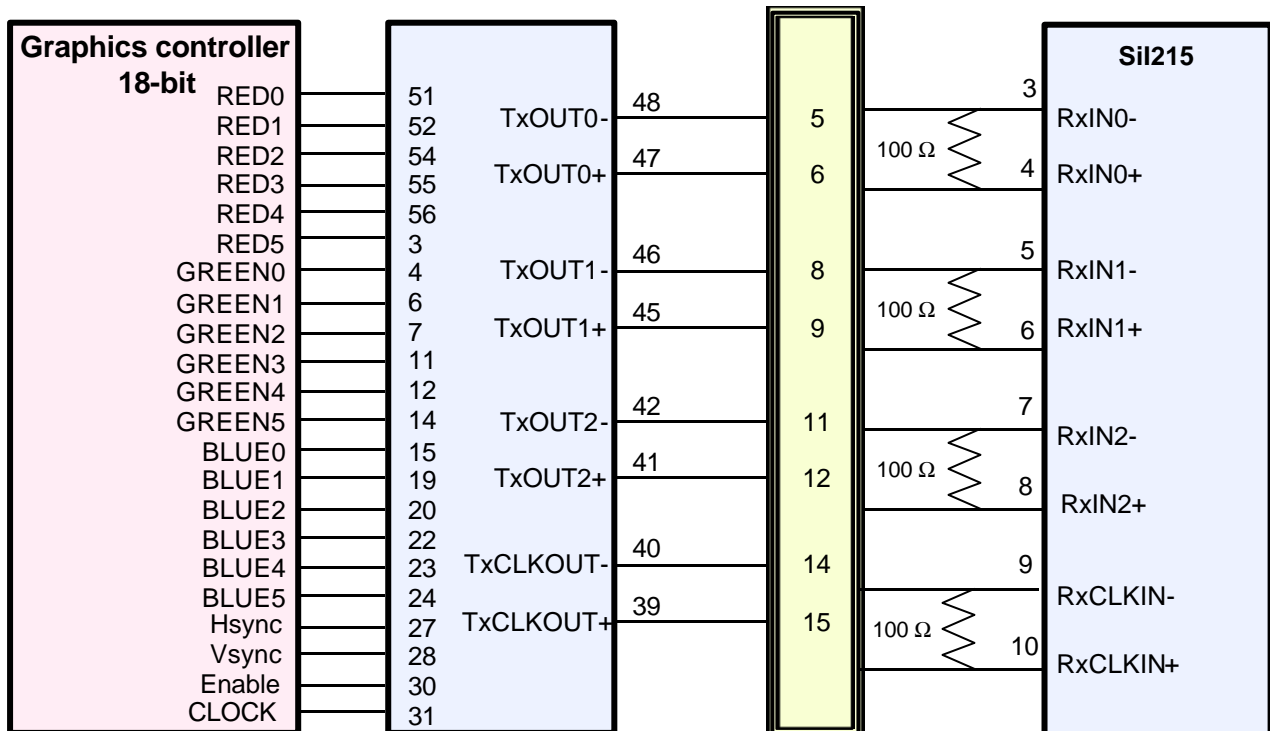 Graphics controller
18-bit
RED0
RED1
RED2
RED3
RED4
RED5
GREEN0
GREEN1
GREEN2
GREEN3
GREEN4
GREEN5
BLUE0
BLUE1
BLUE2
BLUE3
BLUE4
BLUE5
Hsync
Vsync
Enable
CLOCK
51
52
54
55
56
3
4
6
7
11
12
14
15
19
20
22
23
24
27
28
30
31
TxOUT0-
TxOUT0+
TxOUT1-
TxOUT1+
TxOUT2-
TxOUT2+
TxCLKOUT-
TxCLKOUT+
48
47
46
45
42
41
40
39
5
6
8
9
11
12
14
15
100 Ω
100 Ω
100 Ω
100 Ω
3
4
5
6
7
8
9
10
SiI215
RxIN0-
RxIN0+
RxIN1-
RxIN1+
RxIN2-
RxIN2+
RxCLKIN-
RxCLKIN+